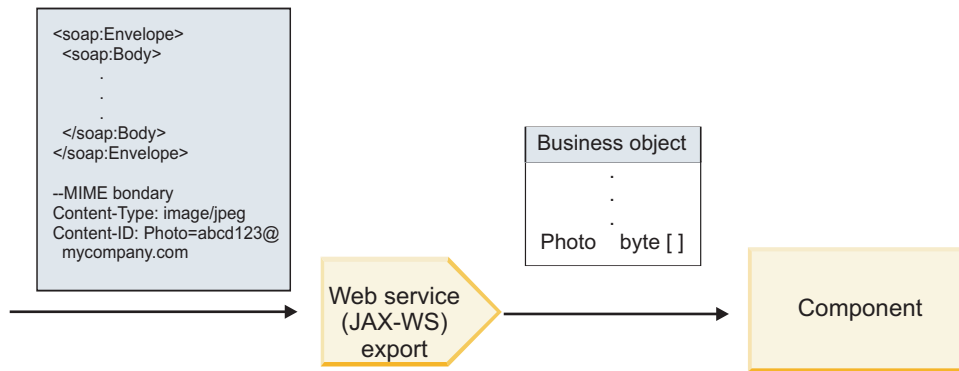 <soap:Envelope>
<soap:Body>
.
.
.
</soap:Body>
</soap:Envelope>
--MIME bondary
Content-Type: image/jpeg
Content-ID: Photo=abcd123@
mycompany.com
Business object
.
.
.
Photo byte [ ]
Web service
(JAX-WS)
export
Component